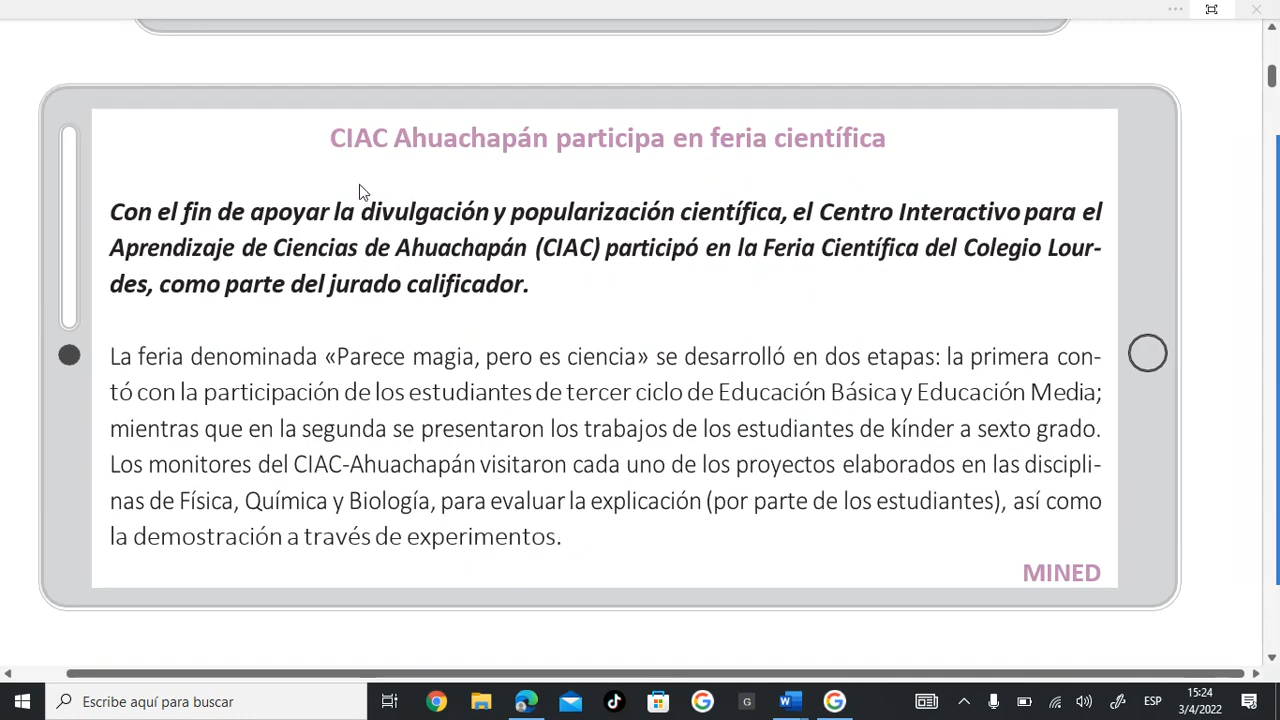 CIAC Ahuachapán participa en feria científica
Con el fin de apoyar la divulgación y popularización científica, el Centro Interactivo para el
Aprendizaje de Ciencias de Ahuachapán (CIAC) participó en la Feria Científica del Colegio Lour-
des, como parte del jurado calificador.
La feria denominada «Parece magia, pero es ciencia» se desarrolló en dos etapas: la primera con-
tó con la participación de los estudiantes de tercer ciclo de Educación Básica y Educación Media;
mientras que en la segunda se presentaron los trabajos de los estudiantes de kínder a sexto grado.
Los monitores del CIAC-Ahuachapán visitaron cada uno de los proyectos elaborados en las discipli-
nas de Física, Química y Biología, para evaluar la explicación (por parte de los estudiantes), así como
la demostración a través de experimentos.
MINED
Escribe aquí para buscar
G
ESP
15:24
3/4/2022